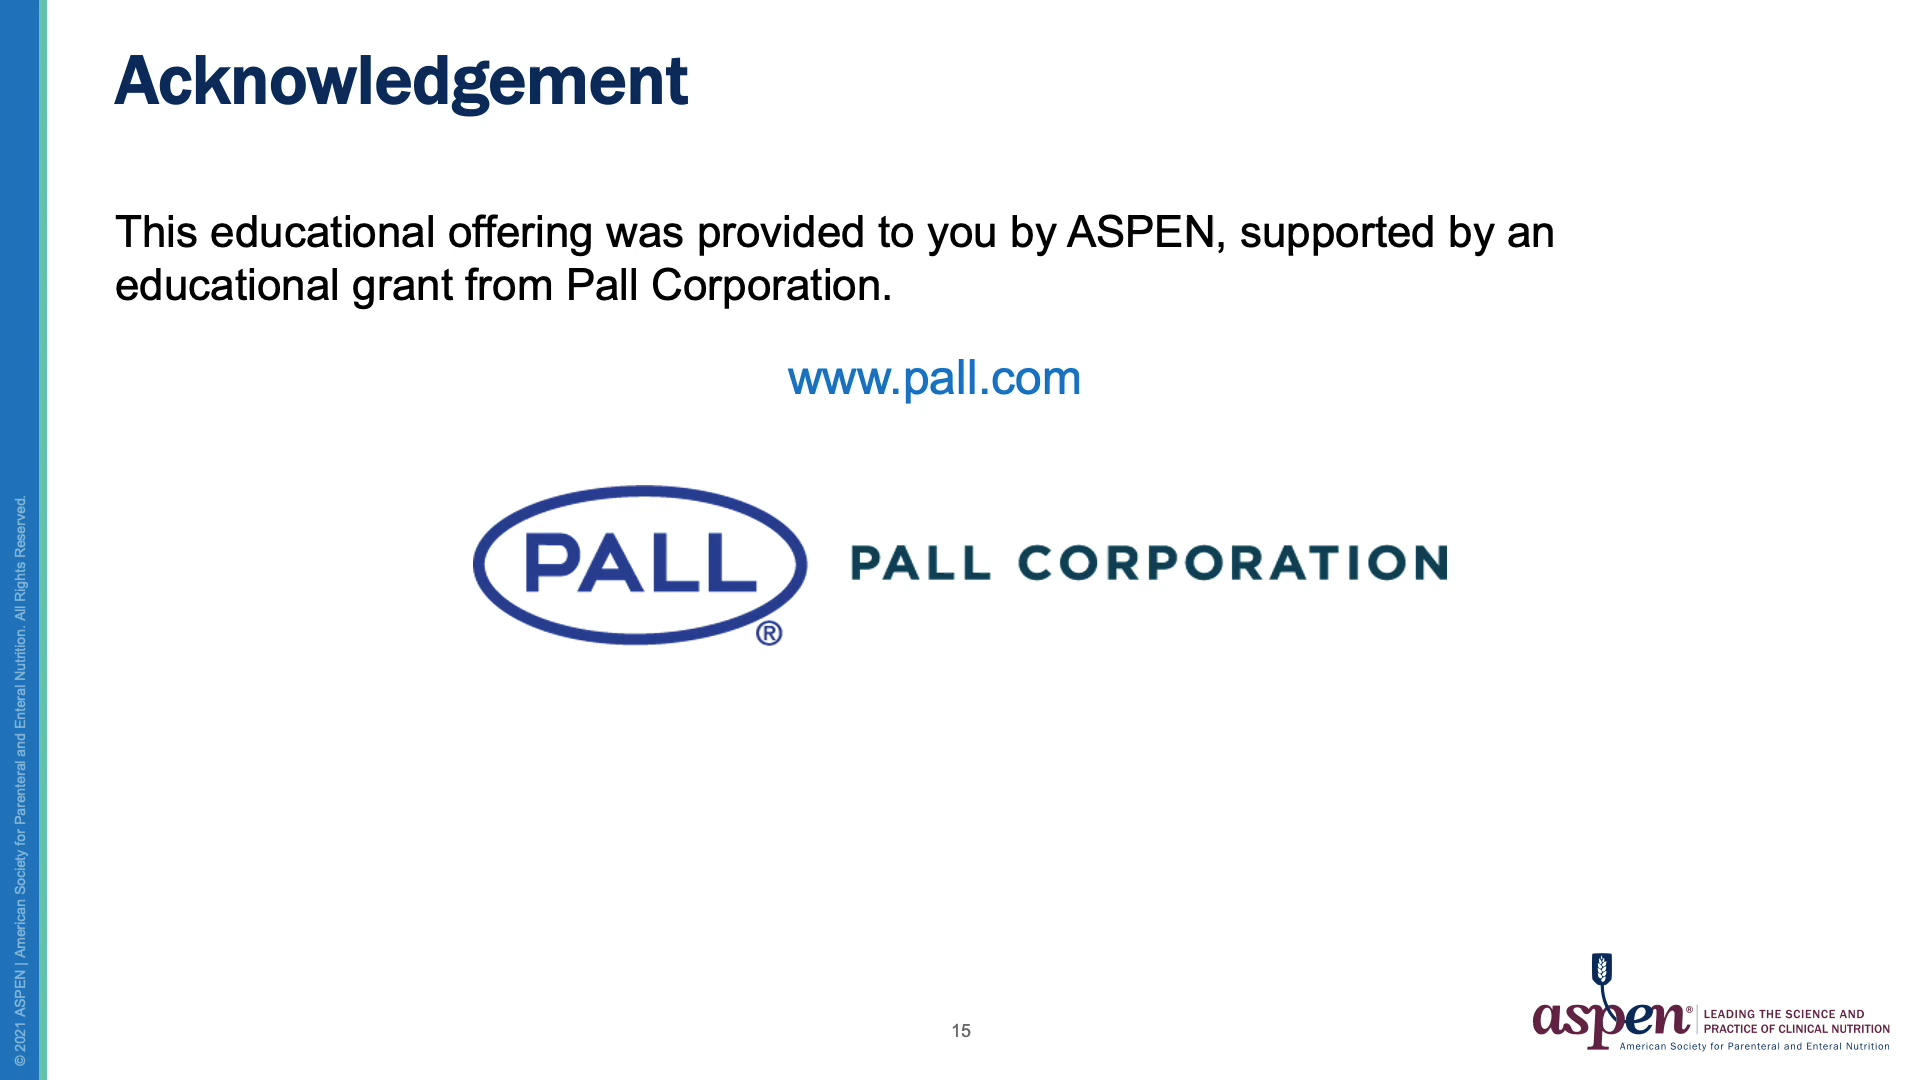 Acknowledgement
This educational offering was provided to you by ASPEN, supported by an
educational grant from Pall Corporation.
www.pall.com
PALL
®
PALL CORPORATION
© 2021 ASPEN | American Society for Parenteral and Enteral Nutrition. All Rights Reserved.
15
aspen®
LEADING THE SCIENCE AND
PRACTICE OF CLINICAL NUTRITION
American Society for Parenteral and Enteral Nutrition